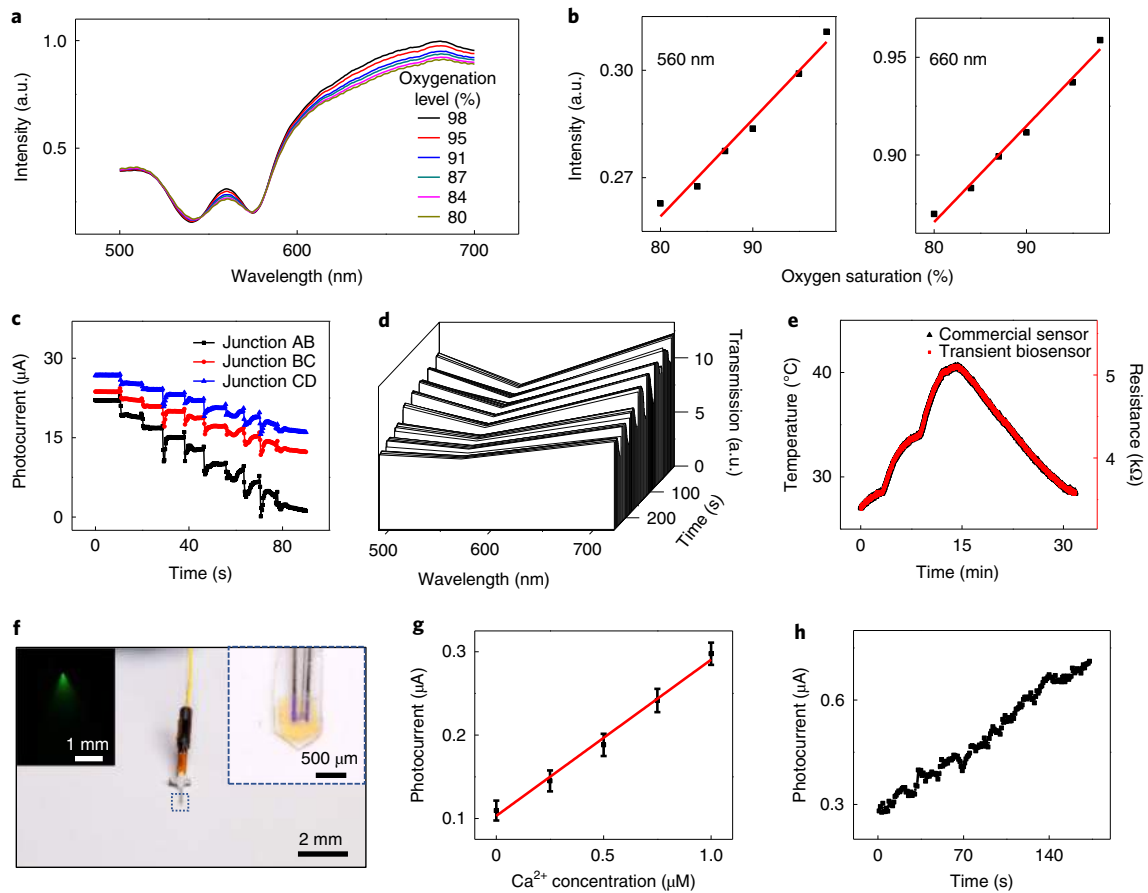 a
Intensity (a.u.)
1.0
0.5
500
600
700
Wavelength (nm)
Oxygenation
level (%)
98
95
91
87
84
80
b
560 nm
660 nm
Intensity (a.u.)
0.30
0.27
0.95
0.90
80
90
80
90
Oxygen saturation (%)
c
Junction AB
Junction BC
Junction CD
Photocurrent (μA)
30
15
0
0
40
80
Time (s)
d
Transmission (a.u.)
10
5
0
100
200
Time (s)
500
600
700
Wavelength (nm)
e
Commercial sensor
Transient biosensor
Temperature (°C)
40
35
30
Resistance (kΩ)
5
4
0
15
30
Time (min)
f
1 mm
500 μm
2 mm
g
Photocurrent (μA)
0.3
0.2
0.1
0
0.5
1.0
Ca²⁺ concentration (μM)
h
Photocurrent (μA)
0.6
0.3
0
70
140
Time (s)